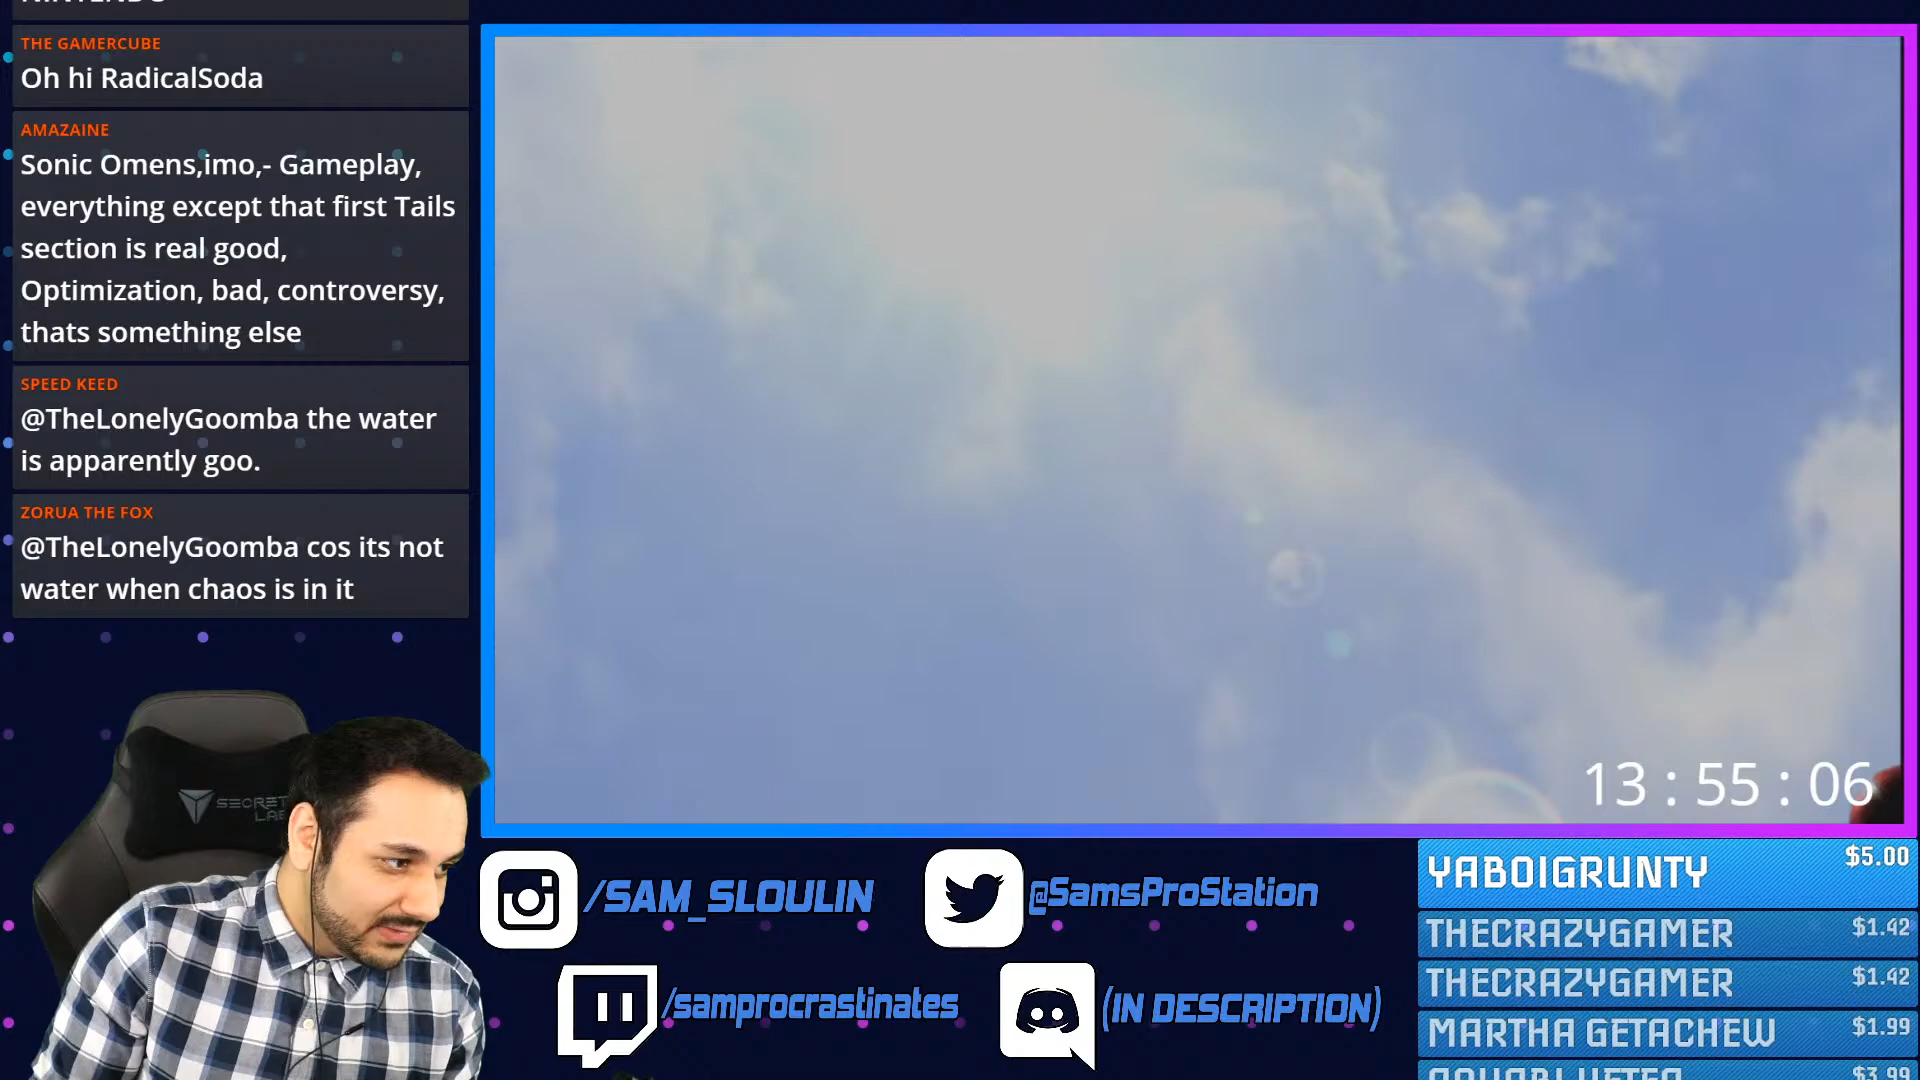 THE GAMERCUBE
Oh hi RadicalSoda
AMAZAINE
Sonic Omens,imo,- Gameplay,
everything except that first Tails
section is real good,
Optimization, bad, controversy,
thats something else
SPEED KEED
@TheLonelyGoomba the water
is apparently goo.
ZORUA THE FOX
@TheLonelyGoomba cos its not
water when chaos is in it
13 : 55 : 06
/SAM_SLOULIN
@SamsProStation
/samprocrastinates
(IN DESCRIPTION)
YABOIGRUNTY $5.00
THECRAZYGAMER $1.42
THECRAZYGAMER $1.42
MARTHA GETACHEW $1.99
$3.99